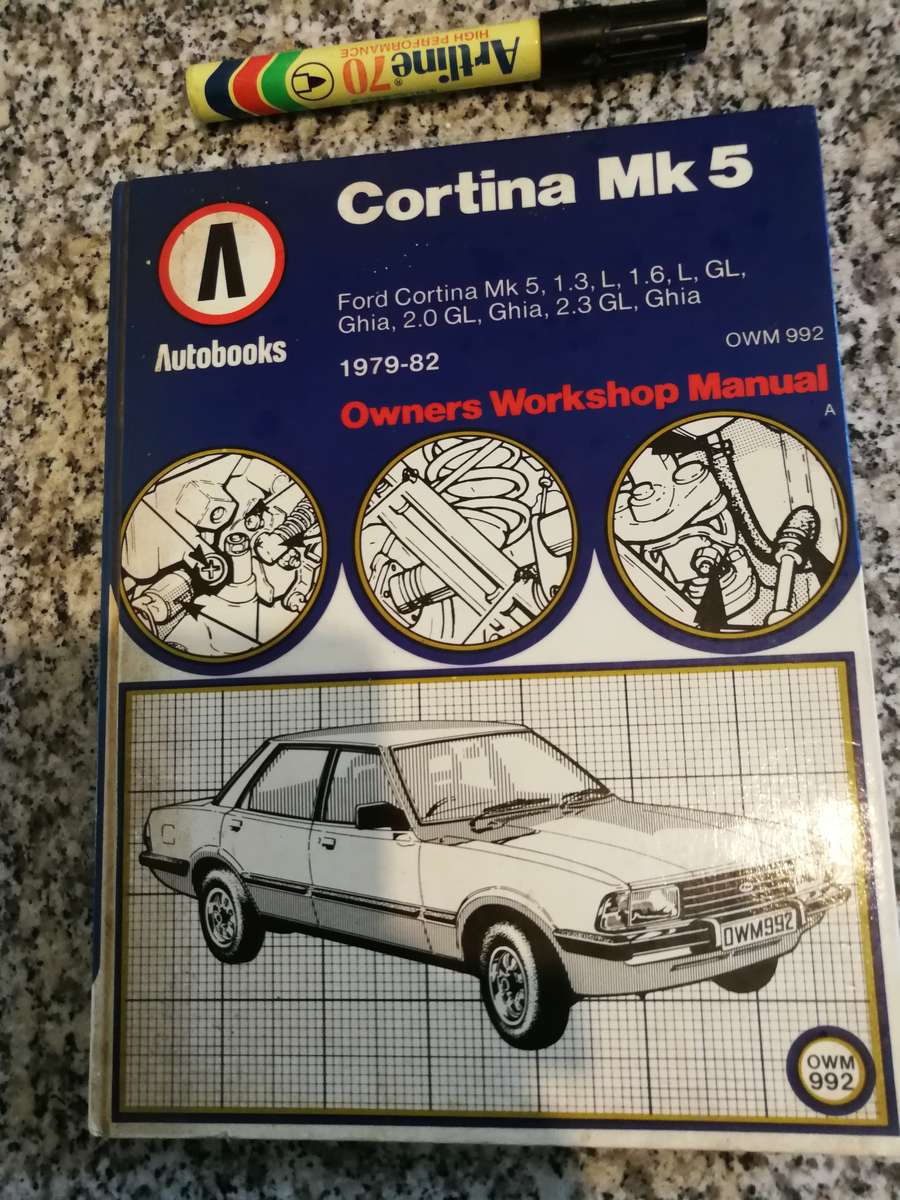 Artline 70
HIGH PERFORMANCE
Cortina Mk 5
Autobooks
Ford Cortina Mk 5, 1.3, L, 1.6, L, GL,
Ghia, 2.0 GL, Ghia, 2.3 GL, Ghia
OWM 992
1979-82
Owners Workshop Manual
A
OWM992
OWM
992